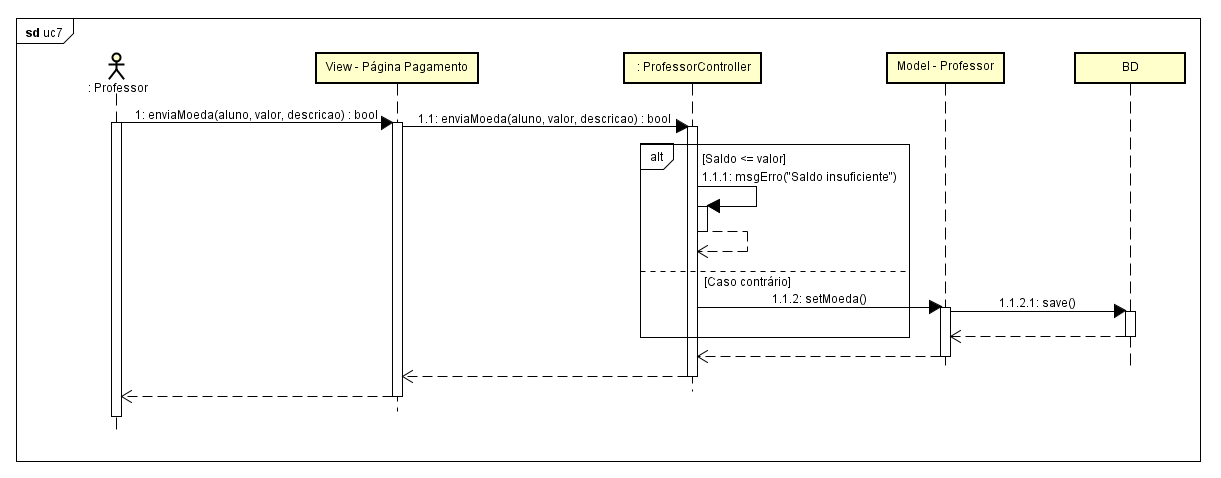 sd uc7
: Professor
View - Página Pagamento
: ProfessorController
Model - Professor
BD
1: enviaMoeda(aluno, valor, descricao) : bool
1.1: enviaMoeda(aluno, valor, descricao) : bool
alt
[Saldo <= valor]
1.1.1: msgErro("Saldo insuficiente")
[Caso contrário]
1.1.2: setMoeda()
1.1.2.1: save()